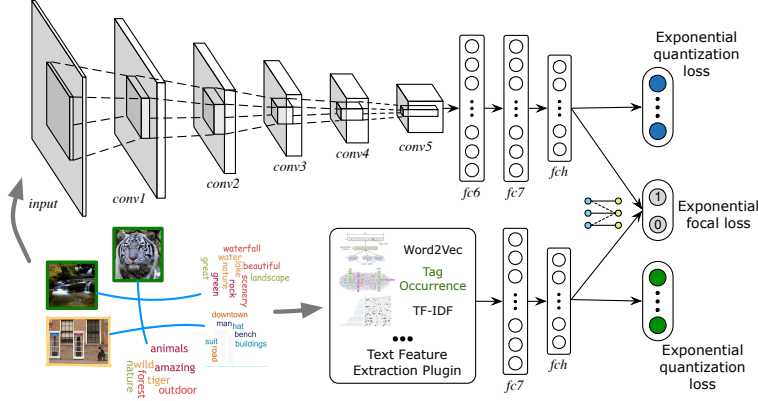 Exponential
quantization
loss
input
conv1
conv2
conv3
conv4
conv5
fc6
fc7
fch
1
0
Exponential
focal loss
waterfall
water
lake
nature
great
green
rock
scenery
beautiful
landscape
downtown
man
hat
bench
suit
road
buildings
animals
wild
amazing
forest
nature
tiger
outdoor
Word2Vec
Tag
Occurrence
TF-IDF
Text Feature
Extraction Plugin
fc7
fch
Exponential
quantization
loss